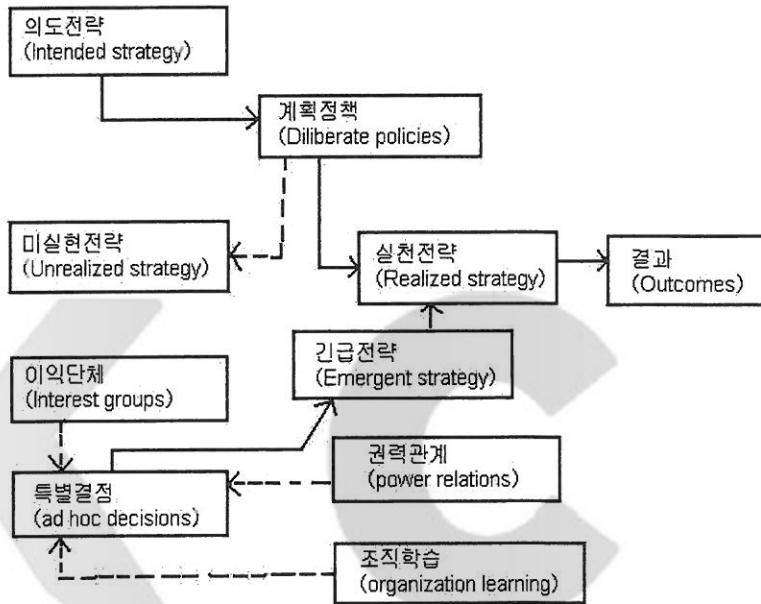 의도전략
(Intended strategy)
계획정책
(Diliberate policies)
미실현전략
(Unrealized strategy)
실천전략
(Realized strategy)
결과
(Outcomes)
긴급전략
(Emergent strategy)
이익단체
(Interest groups)
권력관계
(power relations)
특별결정
(ad hoc decisions)
조직학습
(organization learning)